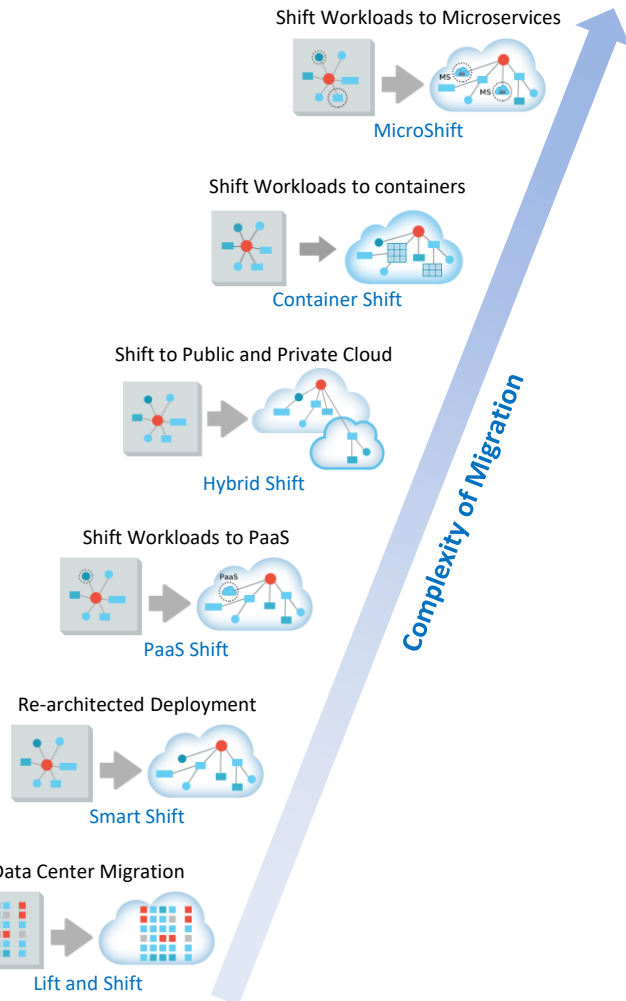 Shift Workloads to Microservices
MS
MS
MicroShift
Shift Workloads to containers
Container Shift
Shift to Public and Private Cloud
Hybrid Shift
Complexity of Migration
Shift Workloads to PaaS
PaaS
PaaS Shift
Re-architected Deployment
Smart Shift
Data Center Migration
Lift and Shift